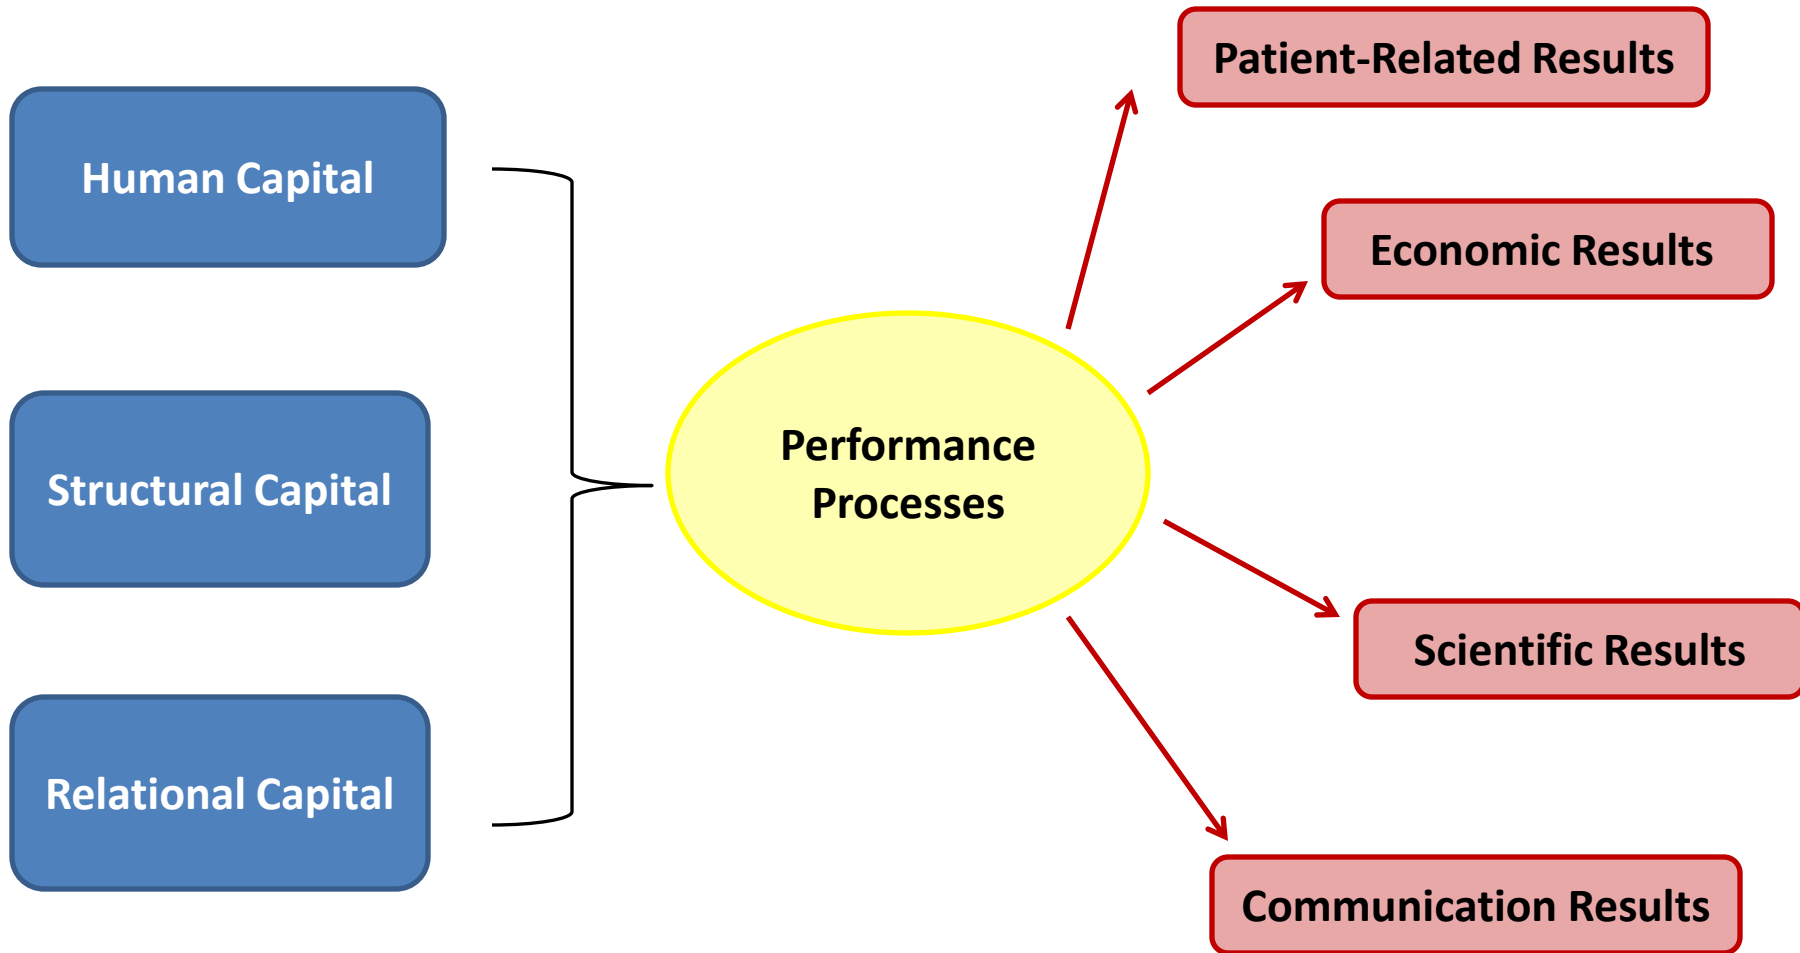 Human Capital
Structural Capital
Relational Capital
Performance
Processes
Patient-Related Results
Economic Results
Scientific Results
Communication Results